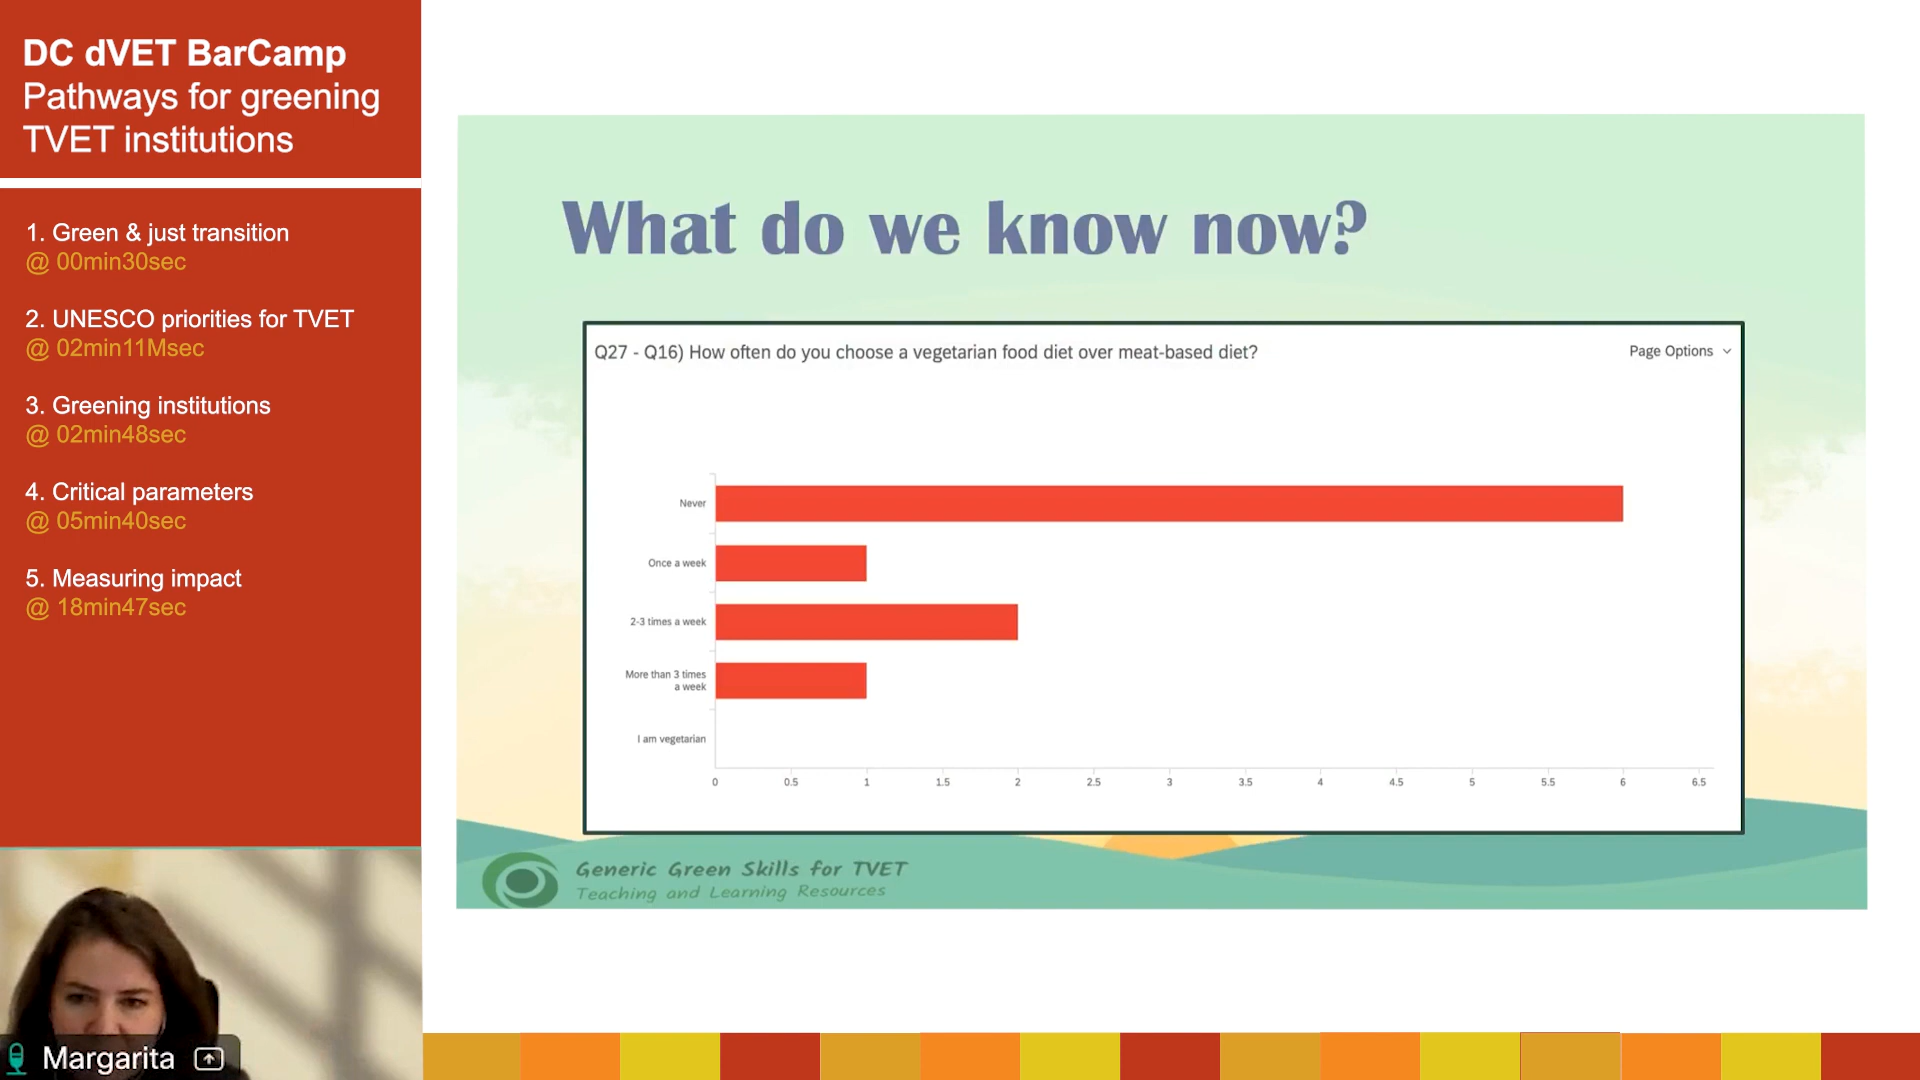 DC dVET BarCamp
Pathways for greening
TVET institutions
1. Green & just transition
@ 00min30sec
2. UNESCO priorities for TVET
@ 02min11Msec
3. Greening institutions
@ 02min48sec
4. Critical parameters
@ 05min40sec
5. Measuring impact
@ 18min47sec
Margarita
What do we know now?
Q27 - Q16) How often do you choose a vegetarian food diet over meat-based diet?
Page Options
Never
Once a week
2-3 times a week
More than 3 times
a week
I am vegetarian
0 0.5 1 1.5 2 2.5 3 3.5 4 4.5 5 5.5 6 6.5
Generic Green Skills for TVET
Teaching and Learning Resources